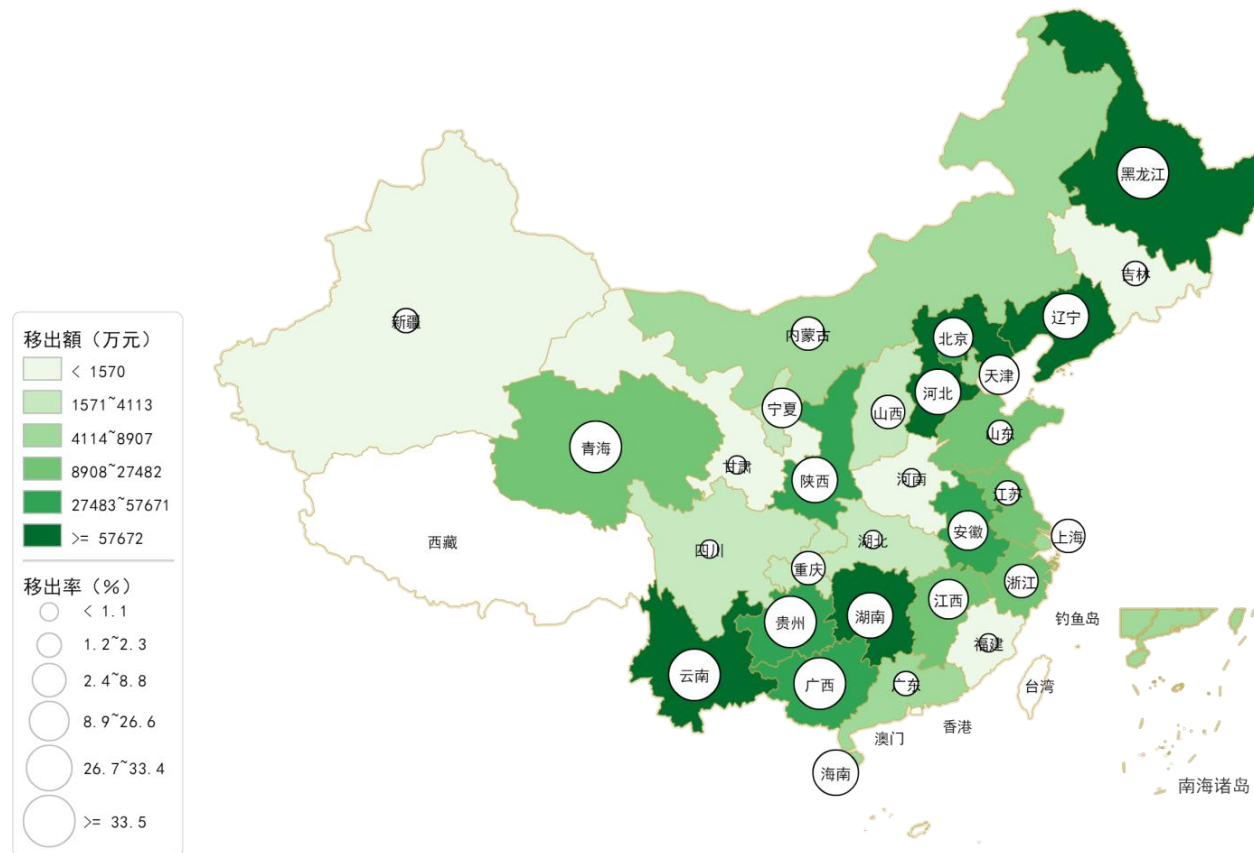 黑龙江
吉林
新疆
辽宁
内蒙古
北京
天津
河北
宁夏
山西
山东
青海
甘肃
陕西
河南
江苏
安徽
上海
西藏
四川
湖北
重庆
浙江
江西
贵州
湖南
钓鱼岛
福建
云南
广西
广东
台湾
香港
澳门
海南
南海诸岛
移出额（万元）
< 1570
1571~4113
4114~8907
8908~27482
27483~57671
>= 57672
移出率（%）
< 1.1
1.2~2.3
2.4~8.8
8.9~26.6
26.7~33.4
>= 33.5